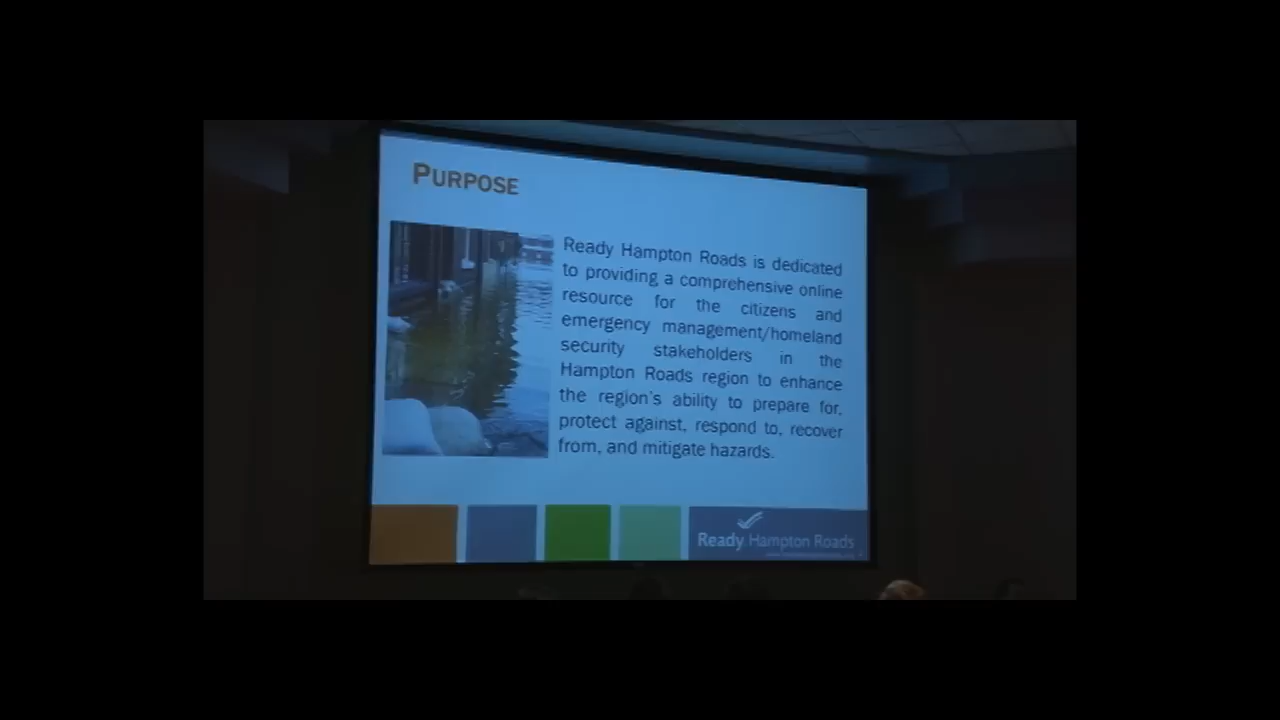 PURPOSE
Ready Hampton Roads is dedicated
to providing a comprehensive online
resource for the citizens and
emergency management/homeland
security stakeholders in the
Hampton Roads region to enhance
the region's ability to prepare for,
protect against, respond to, recover
from, and mitigate hazards.
Ready Hampton Roads